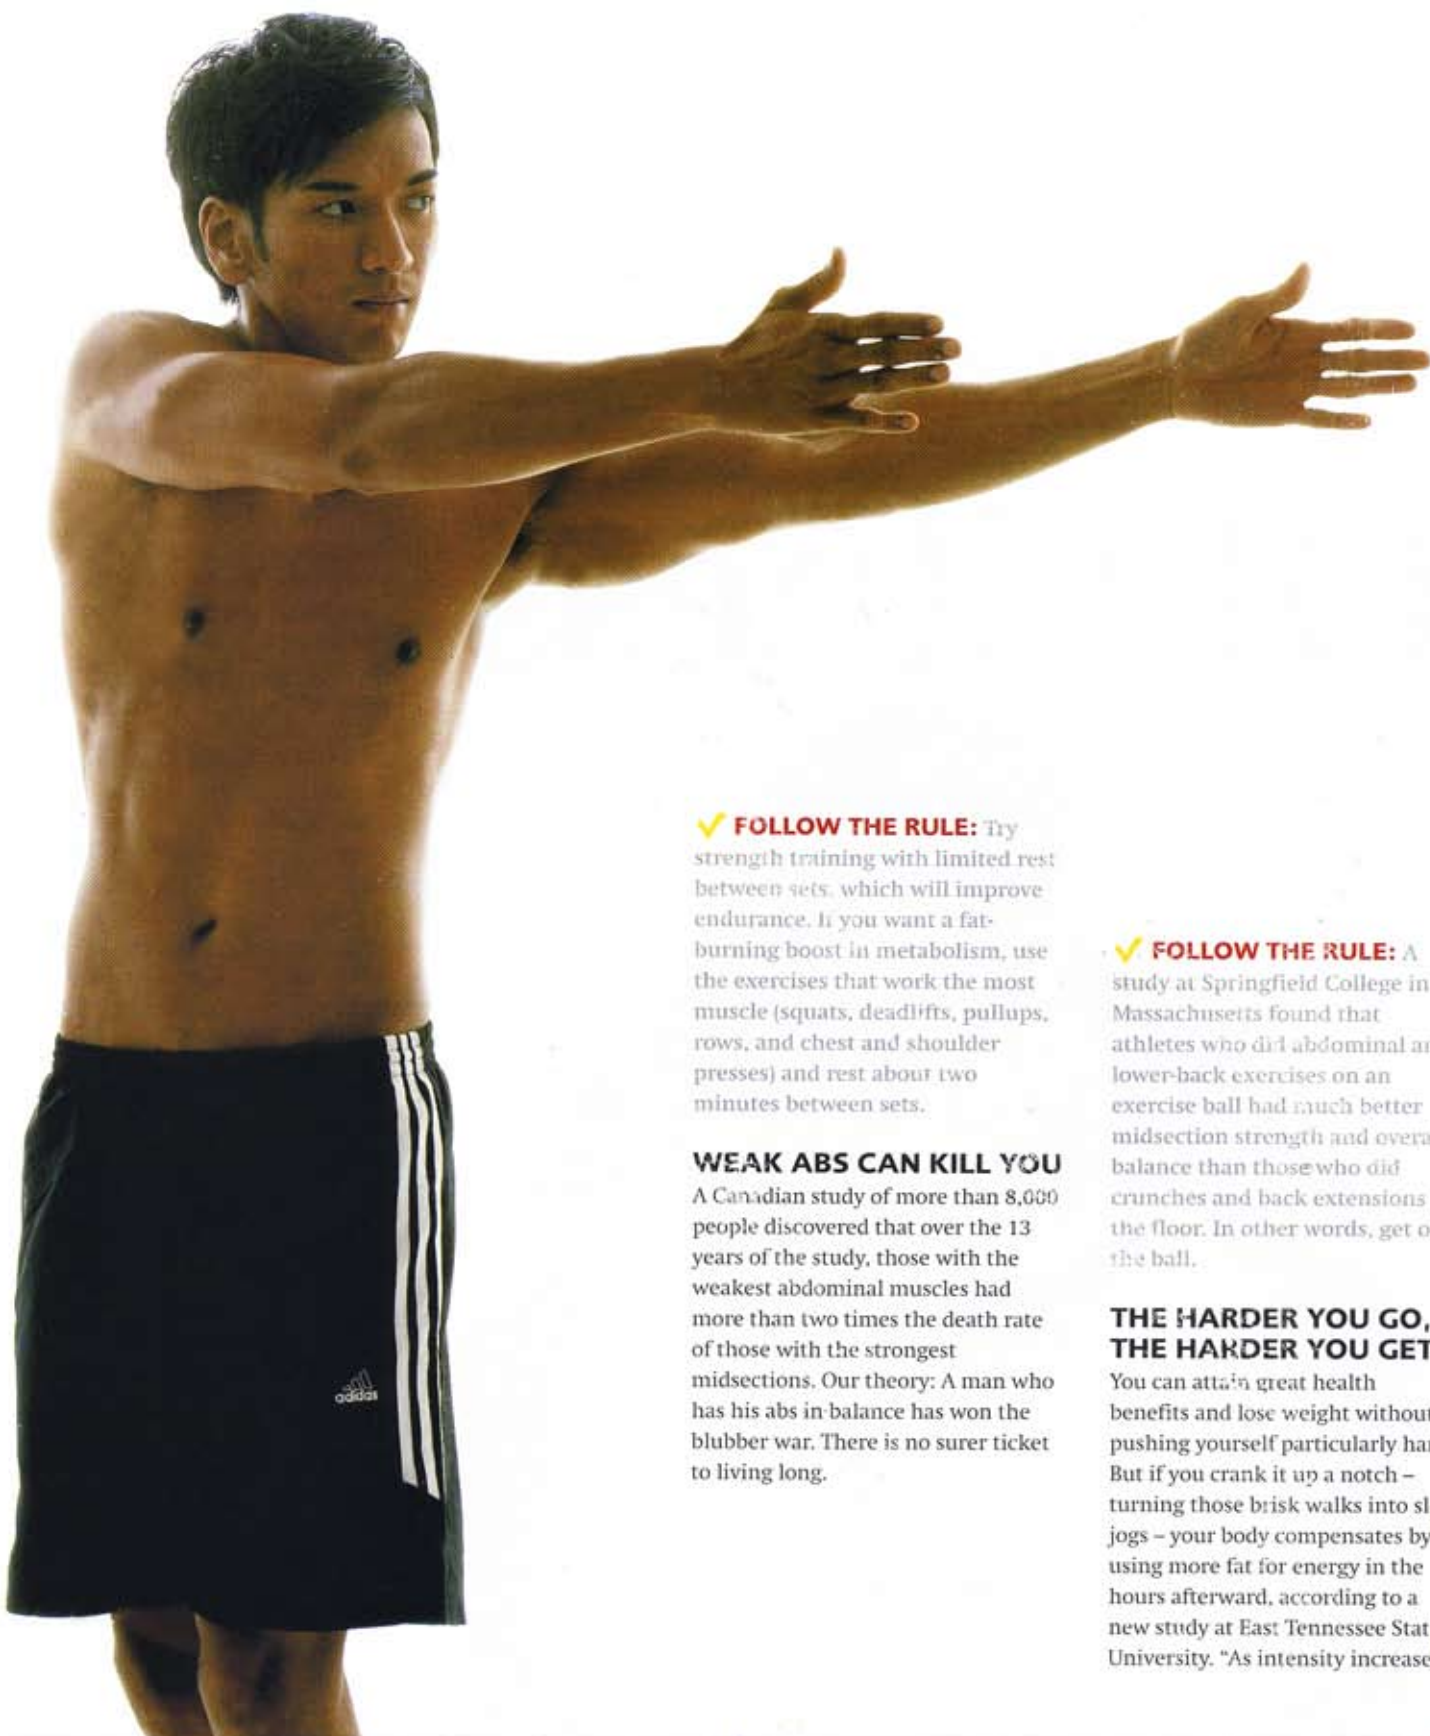 adidas
FOLLOW THE RULE: Try
strength training with limited rest
between sets, which will improve
endurance. If you want a fat-
burning boost in metabolism, use
the exercises that work the most
muscle (squats, deadlifts, pullups,
rows, and chest and shoulder
presses) and rest about two
minutes between sets.
WEAK ABS CAN KILL YOU
A Canadian study of more than 8,000
people discovered that over the 13
years of the study, those with the
weakest abdominal muscles had
more than two times the death rate
of those with the strongest
midsections. Our theory: A man who
has his abs in balance has won the
blubber war. There is no surer ticket
to living long.
FOLLOW THE RULE: A
study at Springfield College in
Massachusetts found that
athletes who did abdominal
lower-back exercises on an
exercise ball had much better
midsection strength and
balance than those who did
crunches and back extensions
the floor. In other words, get
the ball.
THE HARDER YOU GO,
THE HARDER YOU GET
You can attain great health
benefits and lose weight without
pushing yourself particularly
But if you crank it up a notch –
turning those brisk walks into
jogs – your body compensates by
using more fat for energy in the
hours afterward, according to a
new study at East Tennessee
University. “As intensity